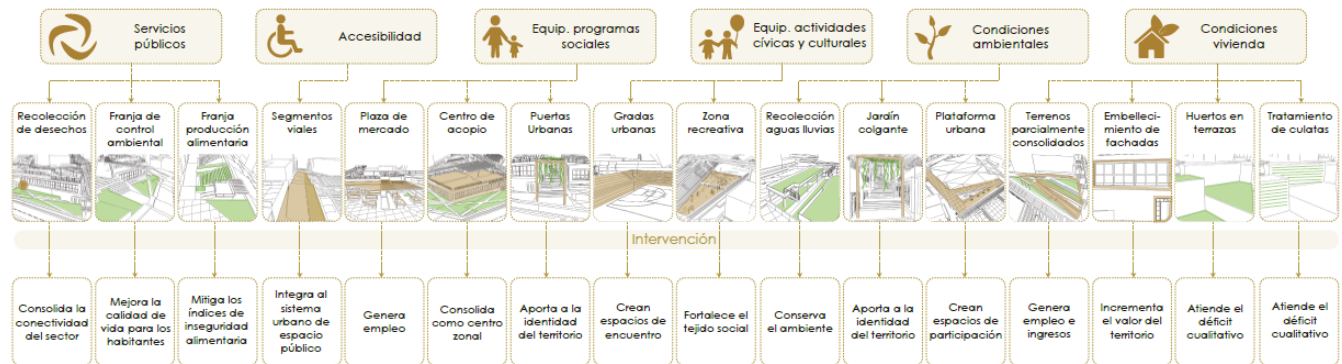 Servicios
públicos
Accesibilidad
Equip. programas
sociales
Equip. actividades
cívicas y culturales
Condiciones
ambientales
Condiciones
vivienda
Recolección
de desechos
Franja de
control
ambiental
Franja
producción
alimentaria
Segmentos
viales
Plaza de
mercado
Centro de
acopio
Puertas
Urbanas
Gradas
urbanas
Zona
recreativa
Recolección
aguas lluvias
Jardín
colgante
Plataforma
urbana
Terrenos
parcialmente
consolidados
Embelleci-
miento de
fachadas
Huertos en
terrazas
Tratamiento
de culatas
Intervención
Consolida la
conectividad
del sector
Mejora la
calidad de
vida para los
habitantes
Mitiga los
índices de
inseguridad
alimentaria
Integra al
sistema
urbano de
espacio
público
Genera
empleo
Consolida
como centro
zonal
Aporta a la
identidad
del territorio
Crean
espacios de
encuentro
Fortalece el
tejido social
Conserva
el ambiente
Aporta a la
identidad
del territorio
Crean
espacios de
participación
Genera
empleo e
ingresos
Incrementa
el valor del
territorio
Atiende el
déficit
cualitativo
Atiende el
déficit
cualitativo